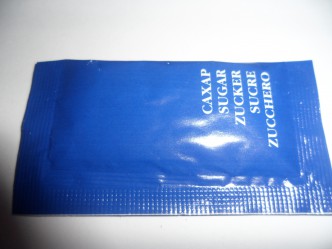 САХАР
SUGAR
ZUCKER
SUCRE
ZUCCHERO